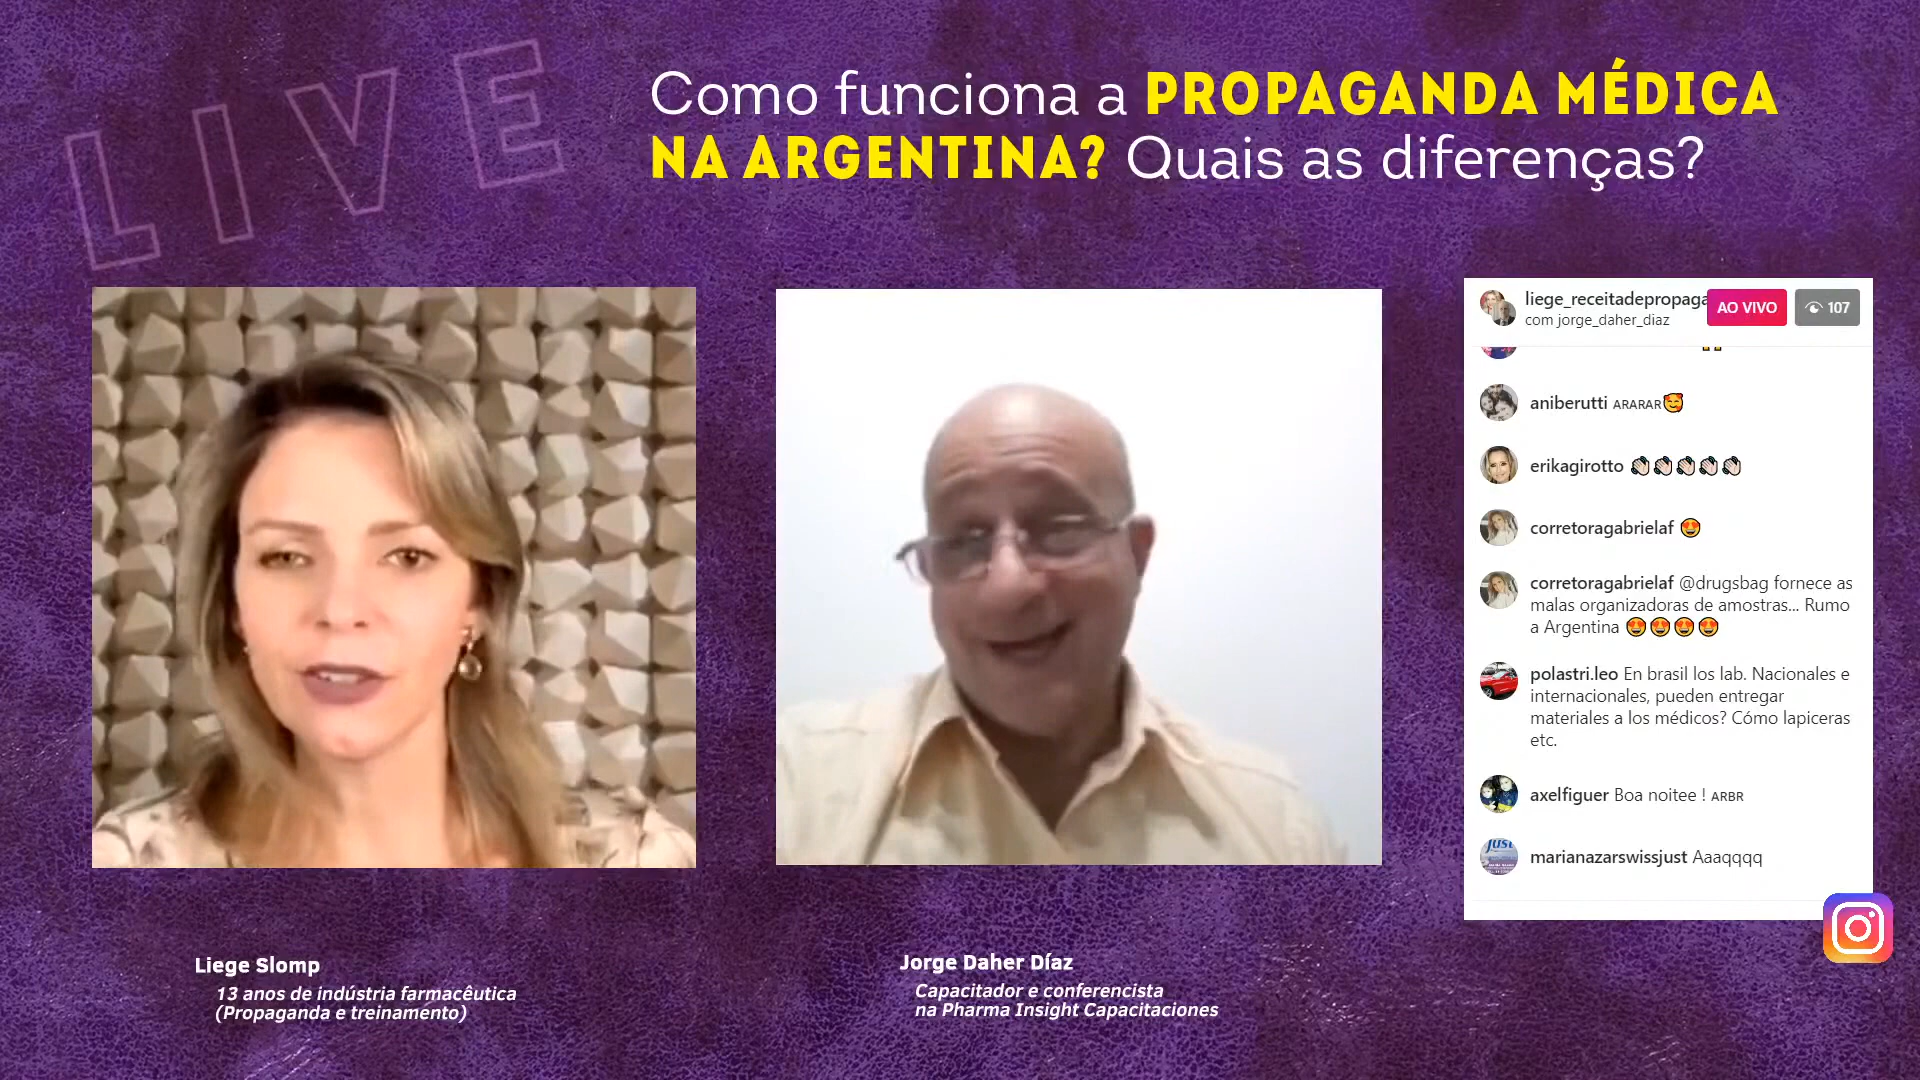 LIVE
Como funciona a PROPAGANDA MÉDICA
NA ARGENTINA? Quais as diferenças?
liege_receitadepropaga
com jorge_daher_diaz
AO VIVO
107
aniberutti ARARAR🥰
erikagirotto 👏🏻👏🏻👏🏻👏🏻👏🏻
corretoragabrielaf 😍
corretoragabrielaf @drugsbag fornece as
malas organizadoras de amostras... Rumo
a Argentina 😍😍😍😍
polastri.leo En brasil los lab. Nacionales e
internacionales, pueden entregar
materiales a los médicos? Cómo lapiceras
etc.
axelfiguer Boa noitee ! ARBR
JUST
marianazarswissjust Aaaqqqq
Liege Slomp
13 anos de indústria farmacêutica
(Propaganda e treinamento)
Jorge Daher Díaz
Capacitador e conferencista
na Pharma Insight Capacitaciones